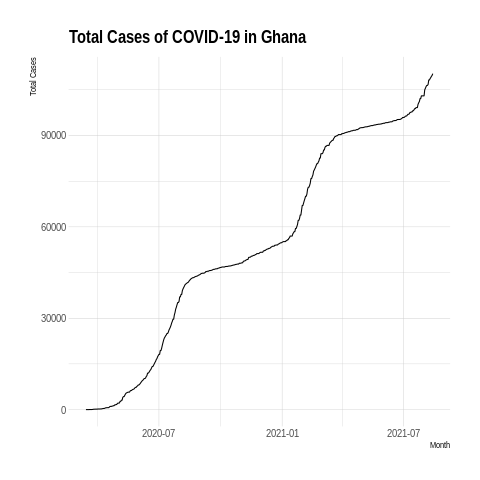 Total Cases of COVID-19 in Ghana
Total Cases
90000
60000
30000
0
2020-07 2021-01 2021-07
Month